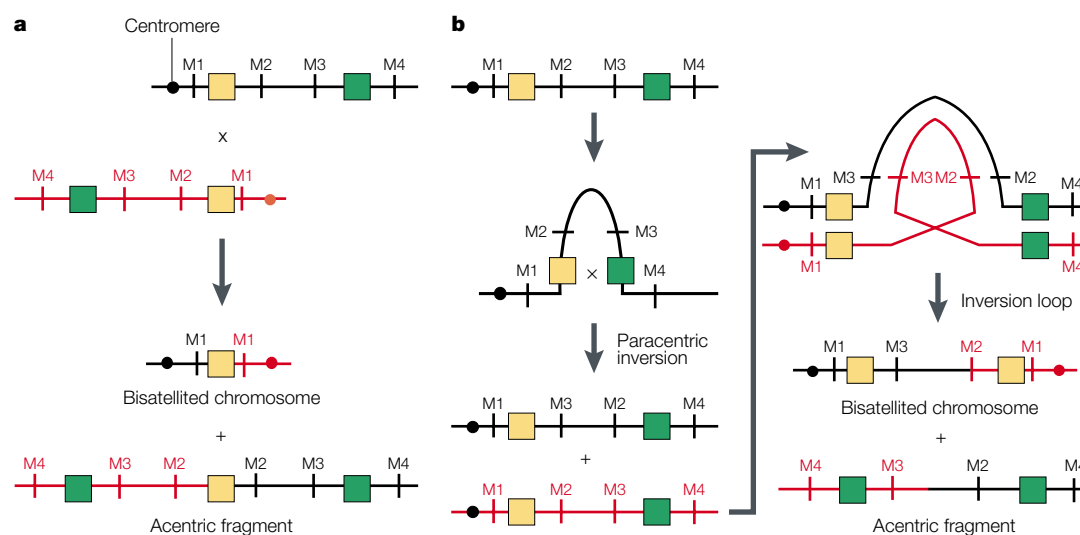 a
Centromere
M1 M2 M3 M4
x
M4 M3 M2 M1
M1 M1
Bisatellited chromosome
+
M4 M3 M2 M2 M3 M4
Acentric fragment
b
M1 M2 M3 M4
M2 M3
M1 × M4
Paracentric
inversion
M1 M3 M2 M4
+
M1 M2 M3 M4
M1 M3 M3 M2 M2 M4
M1 M4
Inversion loop
M1 M3 M2 M1
Bisatellited chromosome
+
M4 M3 M2 M4
Acentric fragment